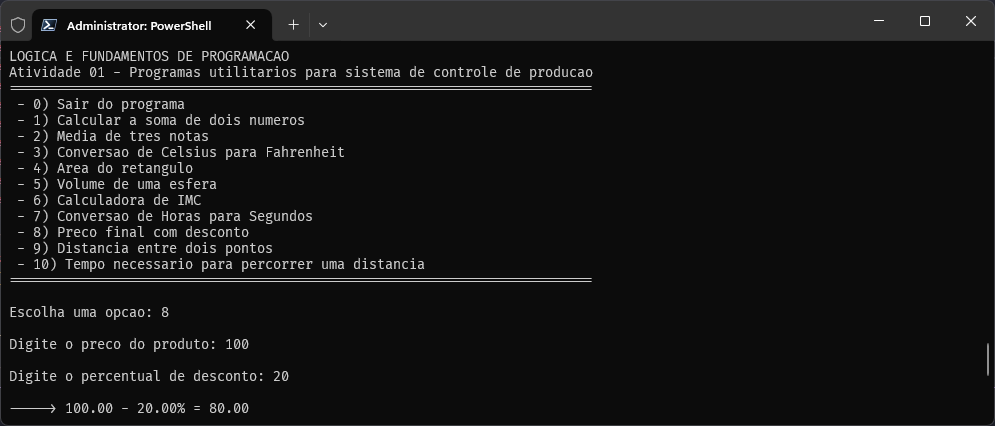 Administrator: PowerShell
LOGICA E FUNDAMENTOS DE PROGRAMACAO
Atividade 01 - Programas utilitarios para sistema de controle de producao
=========================================================================
- 0) Sair do programa
- 1) Calcular a soma de dois numeros
- 2) Media de tres notas
- 3) Conversao de Celsius para Fahrenheit
- 4) Area do retangulo
- 5) Volume de uma esfera
- 6) Calculadora de IMC
- 7) Conversao de Horas para Segundos
- 8) Preco final com desconto
- 9) Distancia entre dois pontos
- 10) Tempo necessario para percorrer uma distancia
=========================================================================
Escolha uma opcao: 8
Digite o preco do produto: 100
Digite o percentual de desconto: 20
-----> 100.00 - 20.00% = 80.00